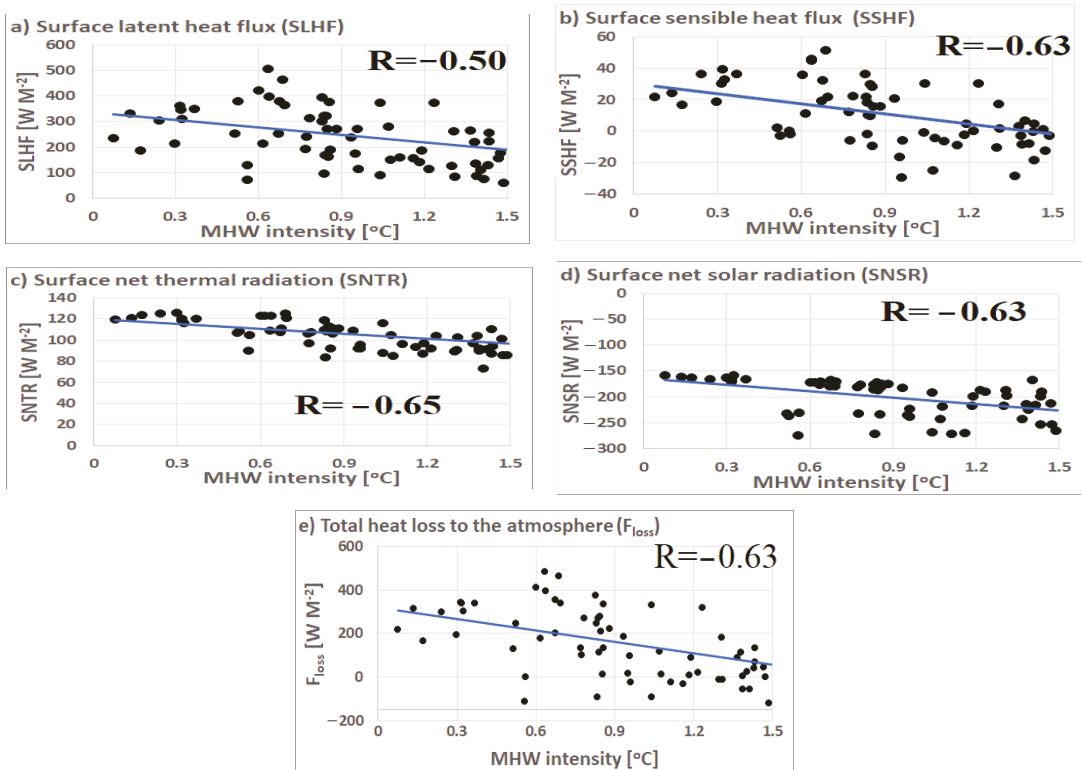 a) Surface latent heat flux (SLHF)
R=−0.50
600
500
400
300
200
100
0
SLHF [W M-2]
0 0.3 0.6 0.9 1.2 1.5
MHW intensity [oC]
b) Surface sensible heat flux (SSHF)
R=−0.63
60
40
20
0
−20
−40
SSHF [W M-2]
0 0.3 0.6 0.9 1.2 1.5
MHW intensity [oC]
c) Surface net thermal radiation (SNTR)
140
120
100
80
60
40
20
0
SNTR [W M-2]
R= −0.65
0 0.3 0.6 0.9 1.2 1.5
MHW intensity [oC]
d) Surface net solar radiation (SNSR)
R= −0.63
0
−50
−100
−150
−200
−250
−300
SNSR [W M-2]
0 0.3 0.6 0.9 1.2 1.5
MHW intensity [oC]
e) Total heat loss to the atmosphere (Floss)
R=−0.63
600
400
200
0
−200
Floss [W M-2]
0 0.3 0.6 0.9 1.2 1.5
MHW intensity [oC]